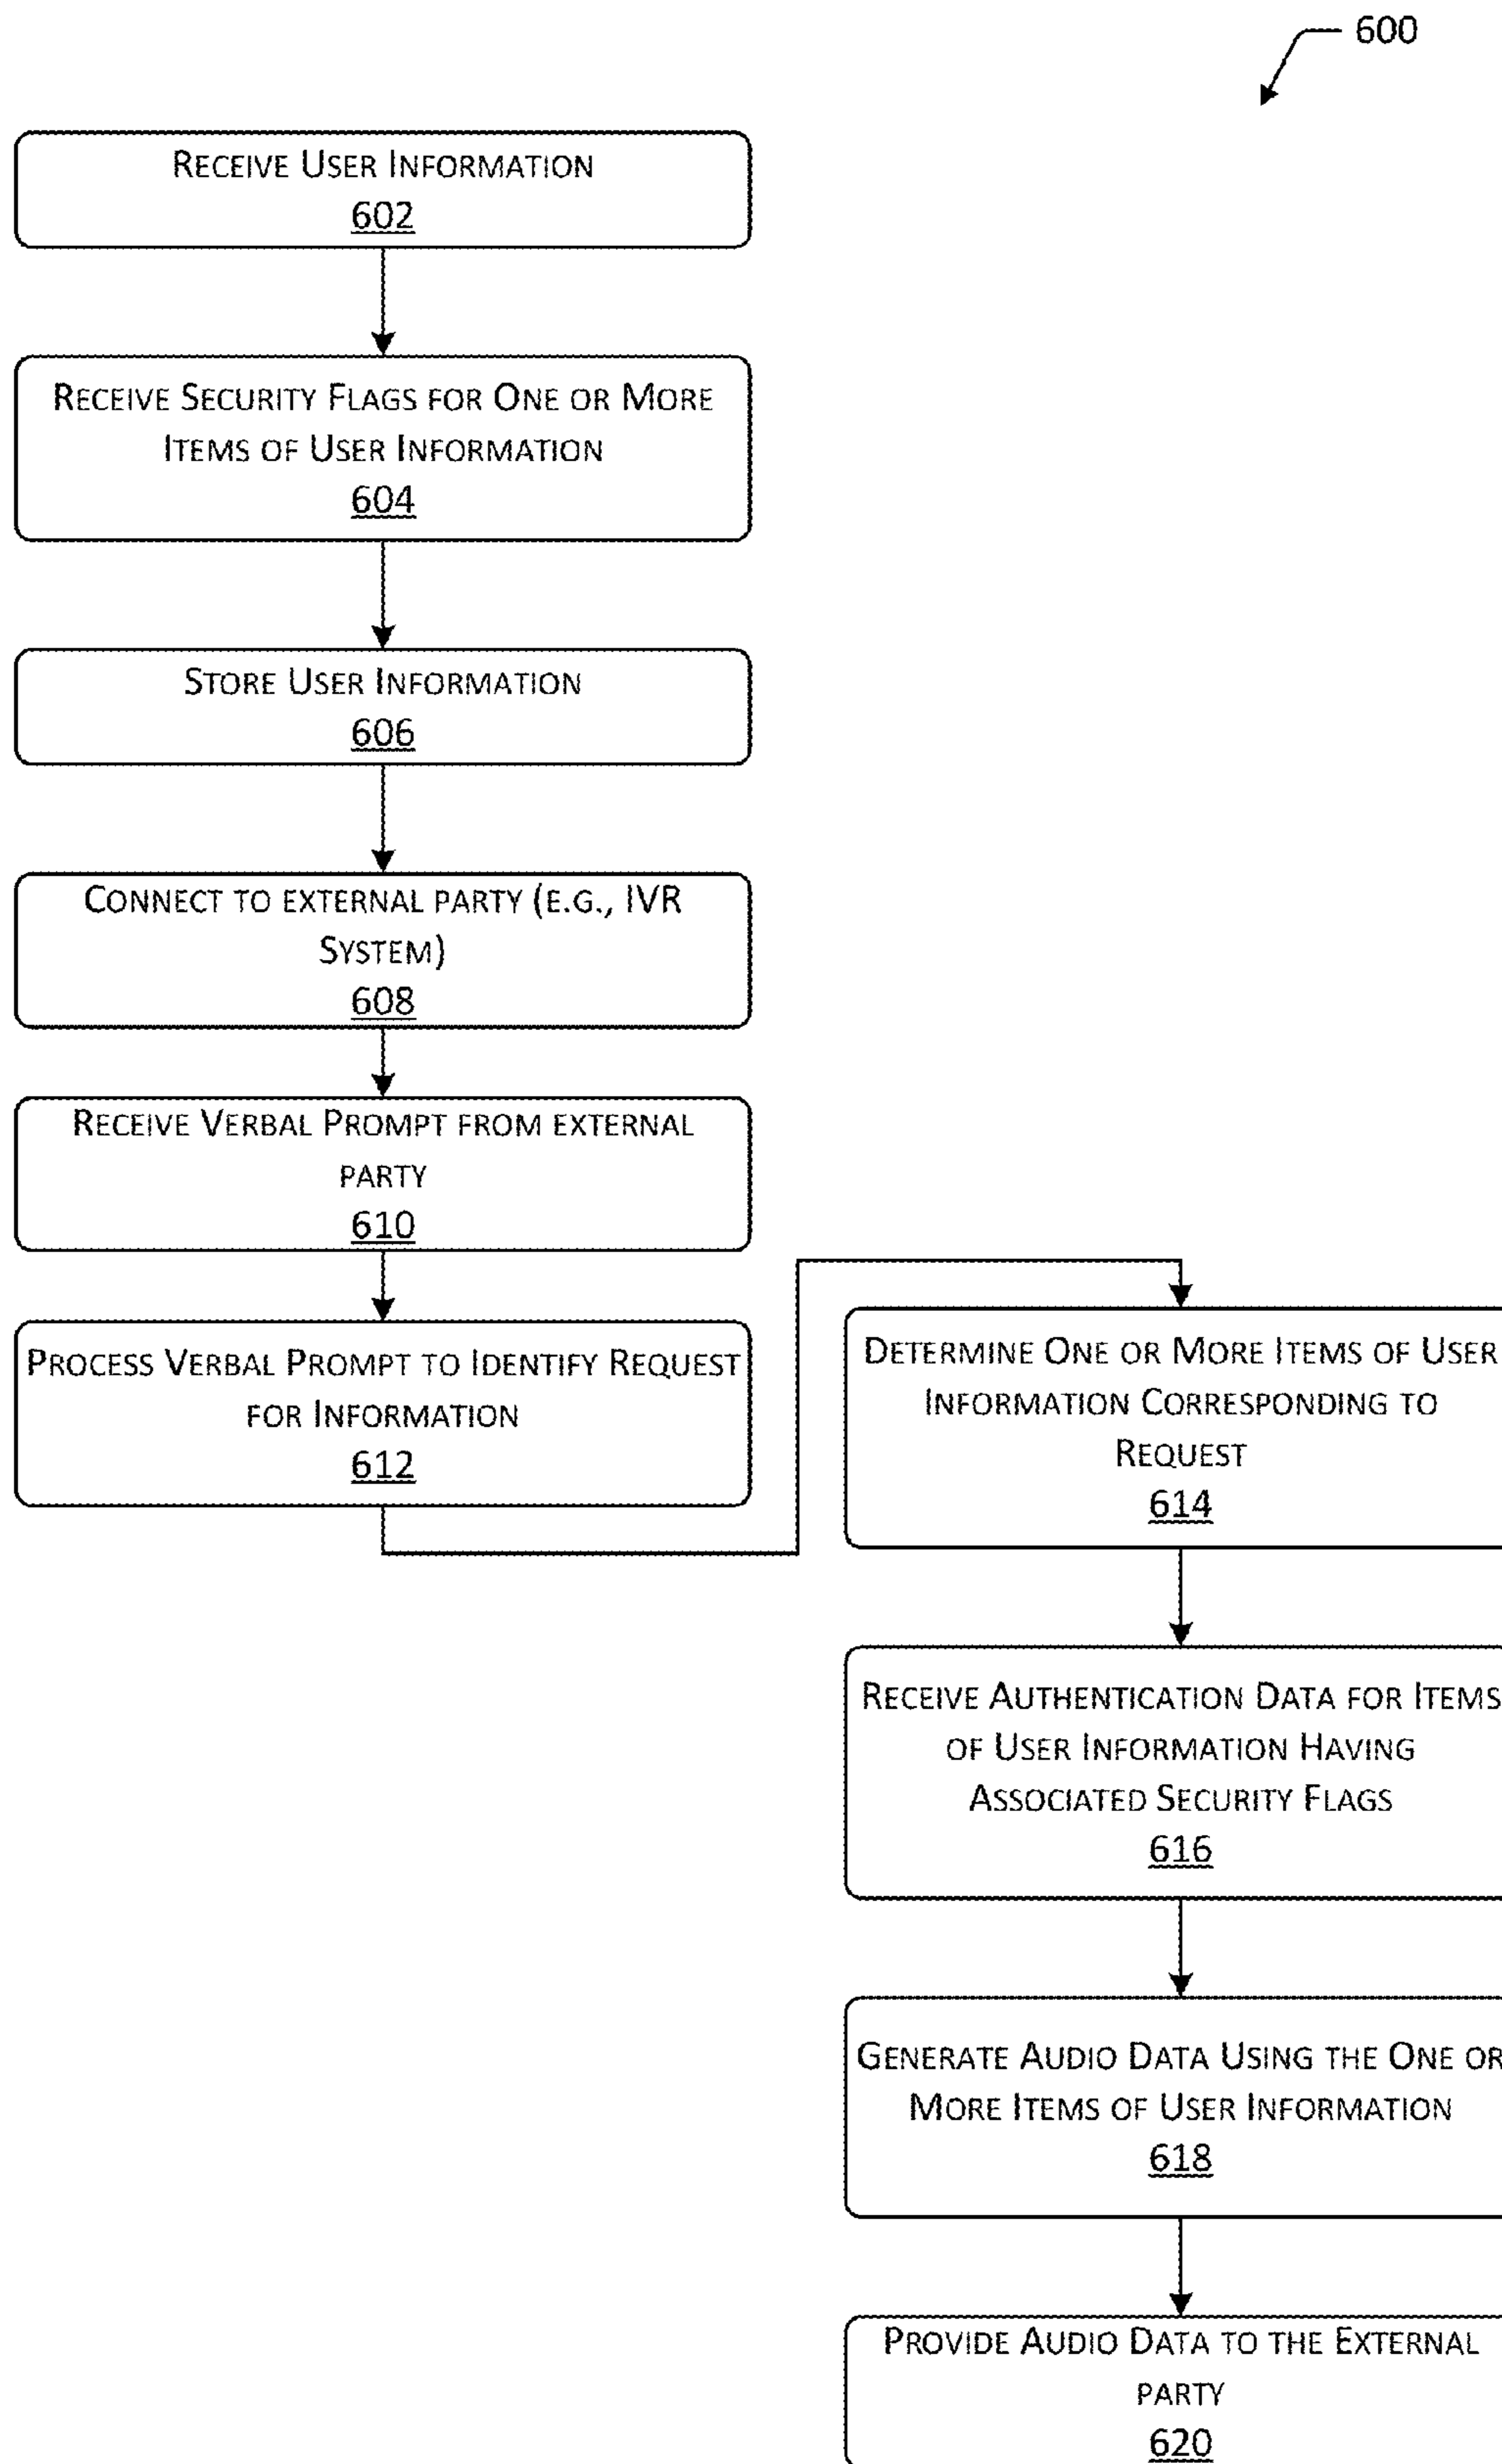 600
RECEIVE USER INFORMATION
602
RECEIVE SECURITY FLAGS FOR ONE OR MORE
ITEMS OF USER INFORMATION
604
STORE USER INFORMATION
606
CONNECT TO EXTERNAL PARTY (E.G., IVR
SYSTEM)
608
RECEIVE VERBAL PROMPT FROM EXTERNAL
PARTY
610
PROCESS VERBAL PROMPT TO IDENTIFY REQUEST
FOR INFORMATION
612
DETERMINE ONE OR MORE ITEMS OF USER
INFORMATION CORRESPONDING TO
REQUEST
614
RECEIVE AUTHENTICATION DATA FOR ITEMS
OF USER INFORMATION HAVING
ASSOCIATED SECURITY FLAGS
616
GENERATE AUDIO DATA USING THE ONE OR
MORE ITEMS OF USER INFORMATION
618
PROVIDE AUDIO DATA TO THE EXTERNAL
PARTY
620